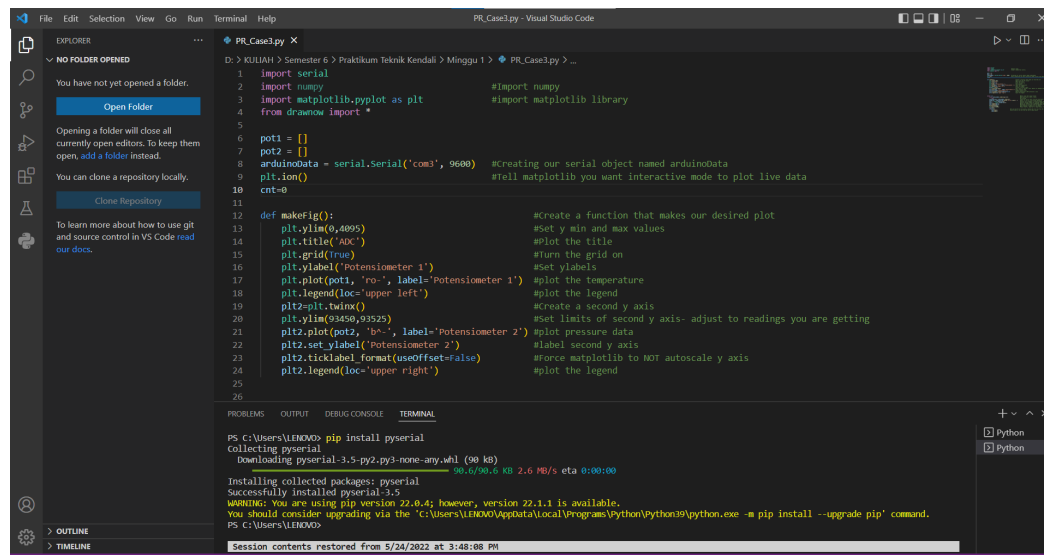 File Edit Selection View Go Run Terminal Help
PR_Case3.py - Visual Studio Code
EXPLORER
NO FOLDER OPENED
You have not yet opened a folder.
Open Folder
Opening a folder will close all
currently open editors. To keep them
open, add a folder instead.
You can clone a repository locally.
Clone Repository
To learn more about how to use git
and source control in VS Code read
our docs.
OUTLINE
TIMELINE
PR_Case3.py
D: > KULIAH > Semester 6 > Praktikum Teknik Kendali > Minggu 1 > PR_Case3.py > ...
1 import serial
2 import numpy #Import numpy
3 import matplotlib.pyplot as plt #import matplotlib library
4 from drawnow import *
5
6 pot1 = []
7 pot2 = []
8 arduinoData = serial.Serial('com3', 9600) #Creating our serial object named arduinoData
9 plt.ion() #Tell matplotlib you want interactive mode to plot live data
10 cnt=0
11
12 def makeFig(): #Create a function that makes our desired plot
13 plt.ylim(0,4095) #Set y min and max values
14 plt.title('ADC') #Plot the title
15 plt.grid(True) #Turn the grid on
16 plt.ylabel('Potensiometer 1') #Set ylabels
17 plt.plot(pot1, 'ro-', label='Potensiometer 1') #plot the temperature
18 plt.legend(loc='upper left') #plot the legend
19 plt2=plt.twinx() #Create a second y axis
20 plt.ylim(93450,93525) #Set limits of second y axis- adjust to readings you are getting
21 plt2.plot(pot2, 'b^-', label='Potensiometer 2') #plot pressure data
22 plt2.set_ylabel('Potensiometer 2') #label second y axis
23 plt2.ticklabel_format(useOffset=False) #Force matplotlib to NOT autoscale y axis
24 plt2.legend(loc='upper right') #plot the legend
25
26
PROBLEMS OUTPUT DEBUG CONSOLE TERMINAL
PS C:\Users\LENOVO> pip install pyserial
Collecting pyserial
Downloading pyserial-3.5-py2.py3-none-any.whl (90 kB)
90.6/90.6 KB 2.6 MB/s eta 0:00:00
Installing collected packages: pyserial
Successfully installed pyserial-3.5
WARNING: You are using pip version 22.0.4; however, version 22.1.1 is available.
You should consider upgrading via the 'C:\Users\LENOVO\AppData\Local\Programs\Python\Python39\python.exe -m pip install --upgrade pip' command.
PS C:\Users\LENOVO>
Session contents restored from 5/24/2022 at 3:48:08 PM
Python
Python